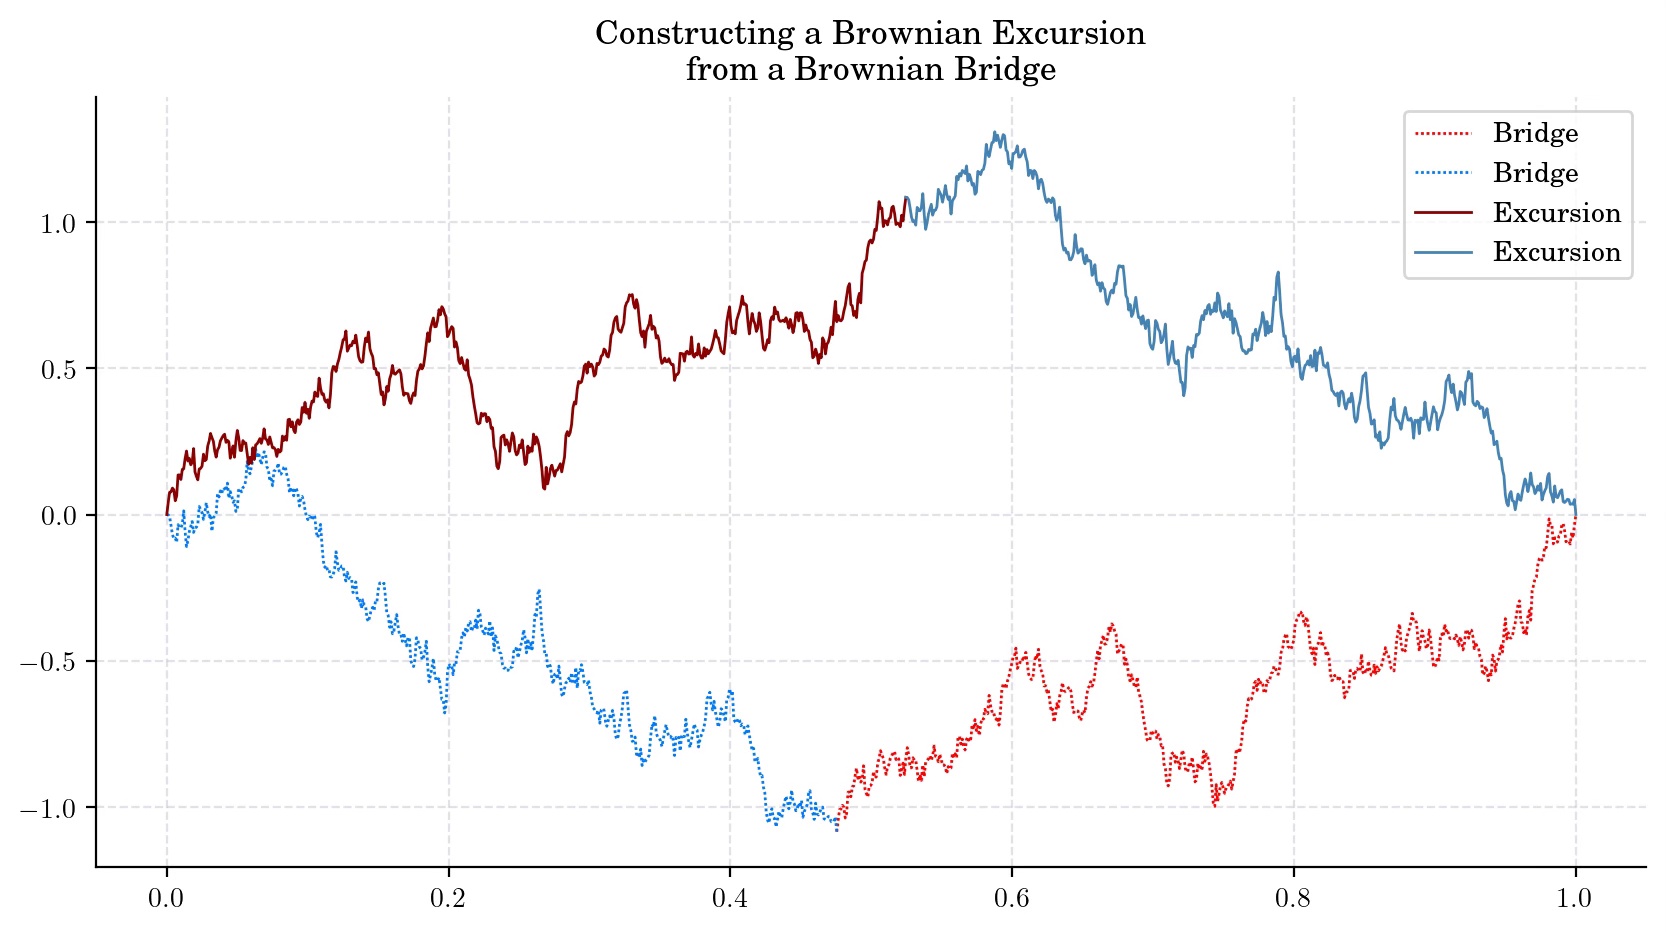 Constructing a Brownian Excursion
from a Brownian Bridge
Bridge
Bridge
Excursion
Excursion
1.0
0.5
0.0
−0.5
−1.0
0.0 0.2 0.4 0.6 0.8 1.0